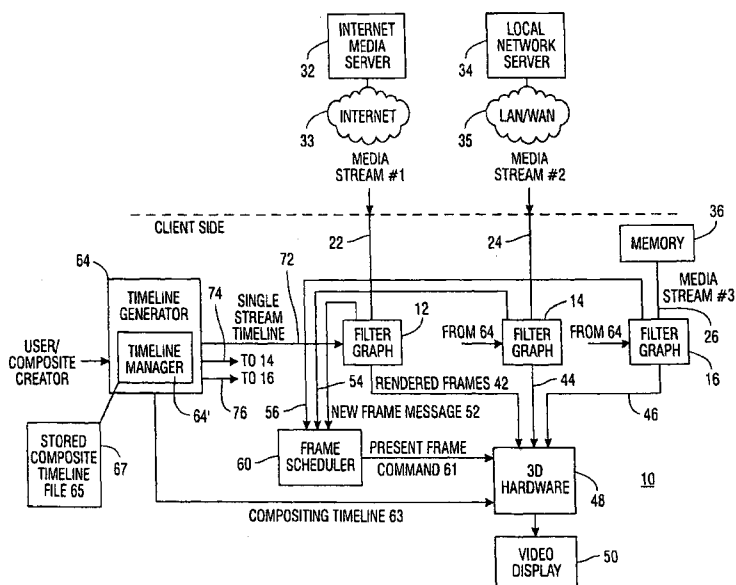 32
INTERNET
MEDIA
SERVER
34
LOCAL
NETWORK
SERVER
33
INTERNET
35
LAN/WAN
MEDIA
STREAM #1
MEDIA
STREAM #2
CLIENT SIDE
36
MEMORY
22
24
MEDIA
STREAM #3
26
64
TIMELINE
GENERATOR
TIMELINE
MANAGER
64'
USER/
COMPOSITE
CREATOR
74
72
SINGLE
STREAM
TIMELINE
TO 14
TO 16
76
12
FILTER
GRAPH
FROM 64
14
FILTER
GRAPH
FROM 64
FILTER
GRAPH
16
54
56
RENDERED FRAMES 42
44
46
NEW FRAME MESSAGE 52
STORED
COMPOSITE
TIMELINE
FILE 65
67
60
FRAME
SCHEDULER
PRESENT FRAME
COMMAND 61
3D
HARDWARE
48
10
COMPOSITING TIMELINE 63
VIDEO
DISPLAY
50